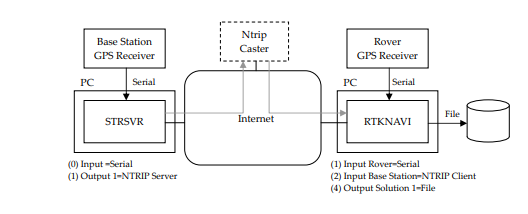 Base Station
GPS Receiver
Ntrip
Caster
Rover
GPS Receiver
PC
Serial
PC
Serial
STRSVR
Internet
RTKNAVI
File
(0) Input =Serial
(1) Output 1=NTRIP Server
(1) Input Rover=Serial
(2) Input Base Station=NTRIP Client
(4) Output Solution 1=File